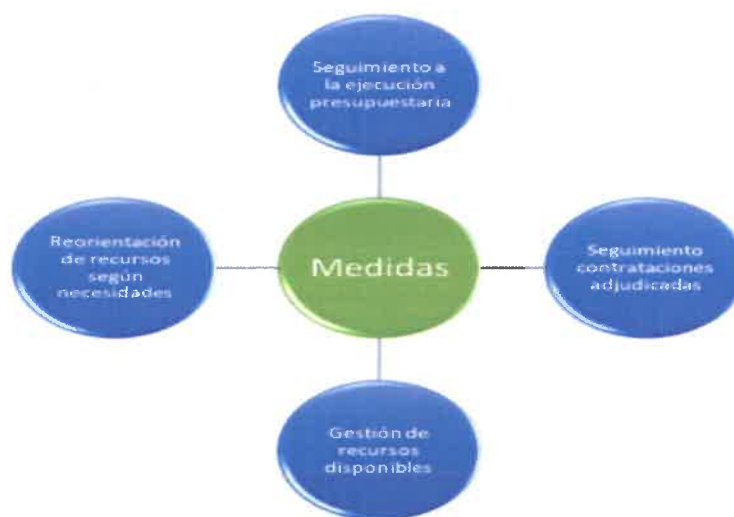 Seguimiento a
la ejecución
presupuestaria
Reorientación
de recursos
según
necesidades
Medidas
Seguimiento
contrataciones
adjudicadas
Gestión de
recursos
disponibles